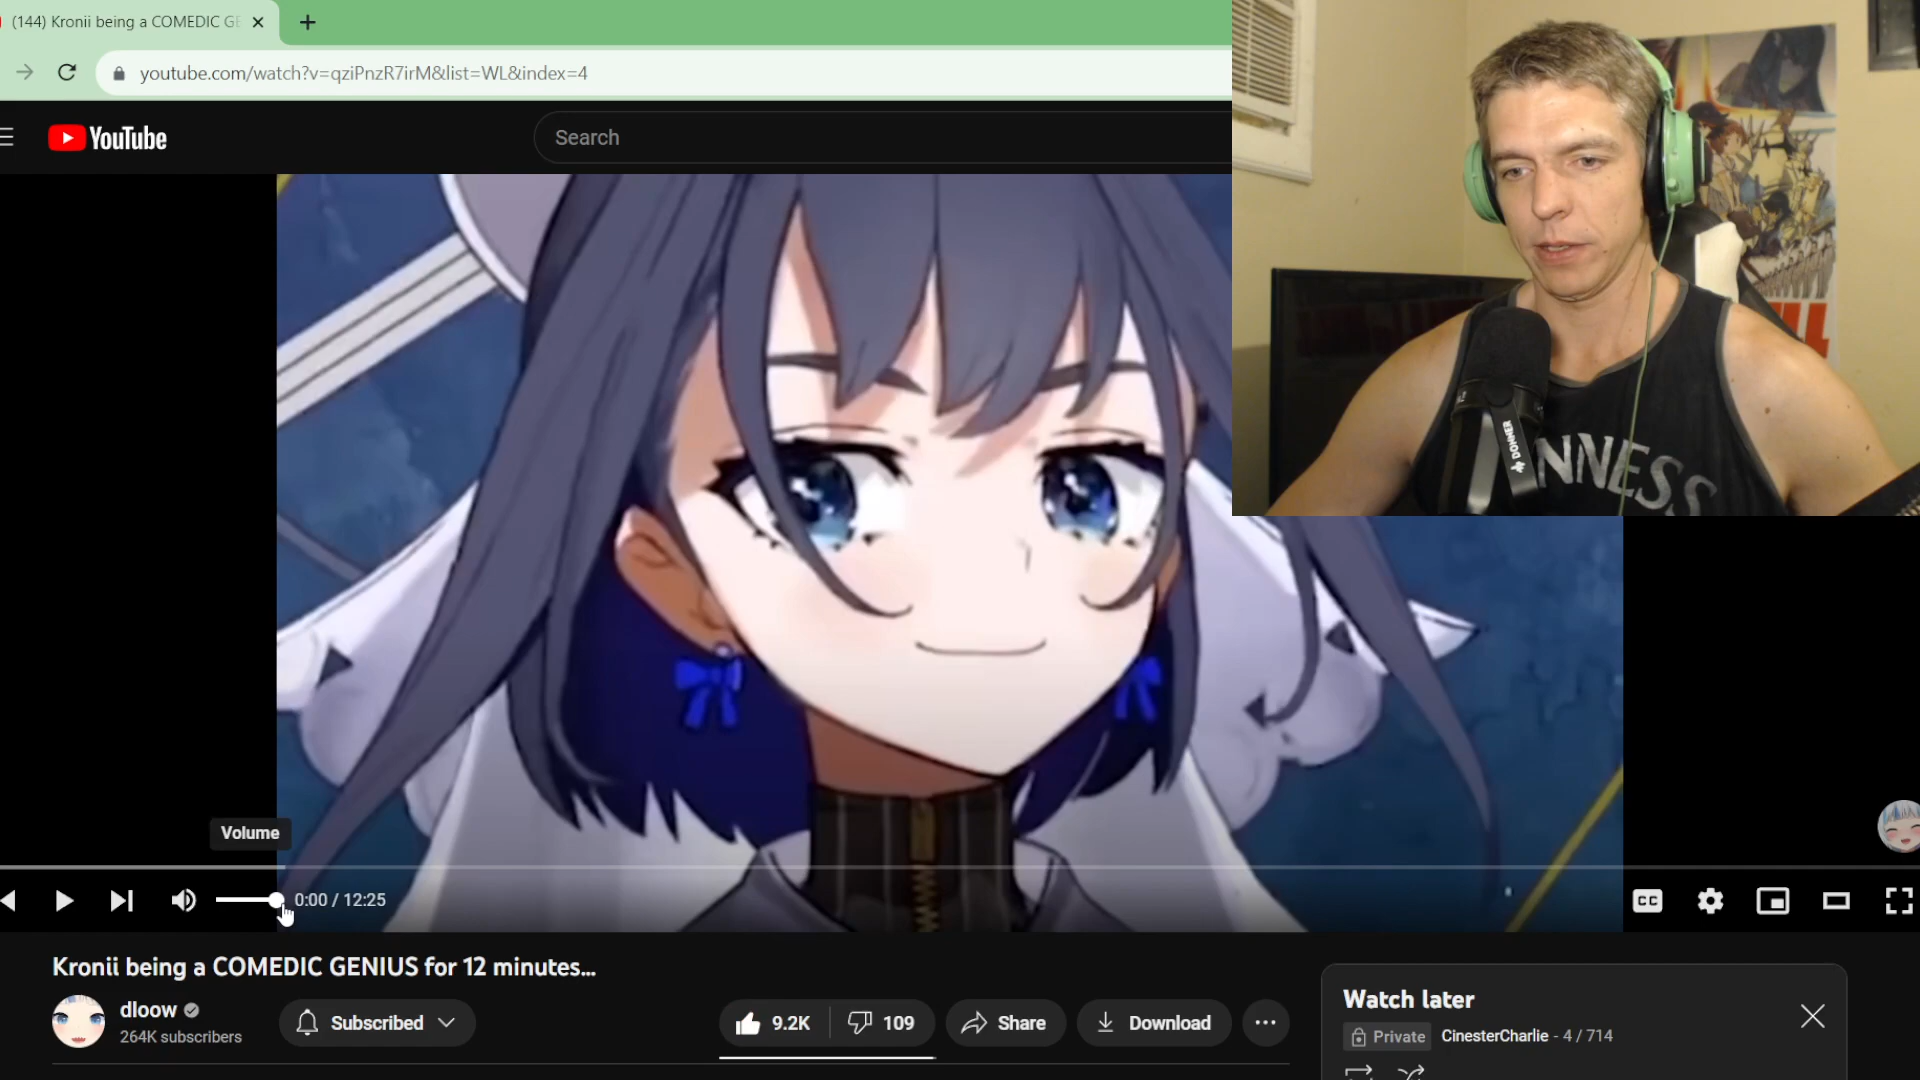 (144) Kronii being a COMEDIC GE
youtube.com/watch?v=qziPnzR7irM&list=WL&index=4
YouTube
Search
DONNER
NNESS
Volume
0:00 / 12:25
CC
Kronii being a COMEDIC GENIUS for 12 minutes...
dloow
264K subscribers
Subscribed
9.2K
109
Share
Download
Watch later
Private
CinesterCharlie - 4 / 714